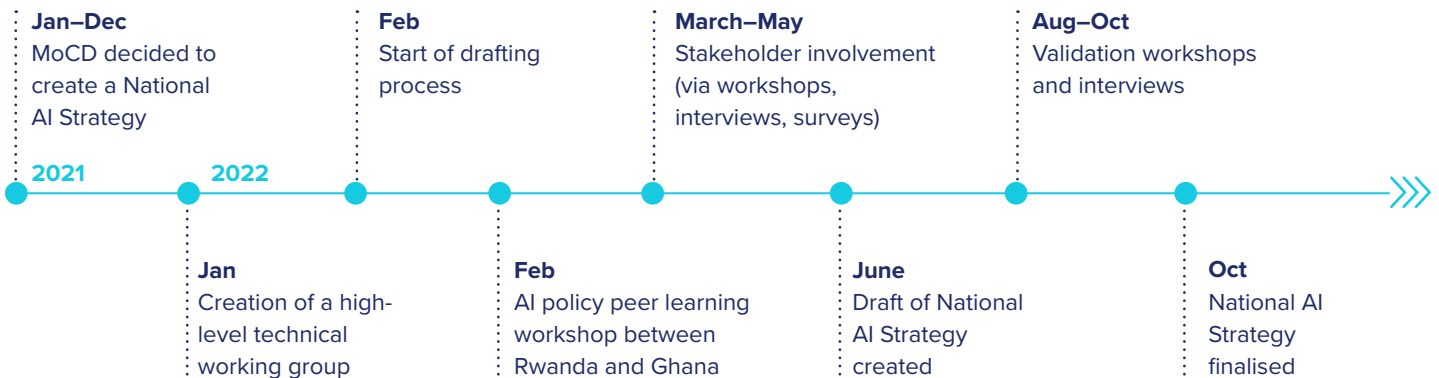 Jan–Dec
MoCD decided to
create a National
AI Strategy
Feb
Start of drafting
process
March–May
Stakeholder involvement
(via workshops,
interviews, surveys)
Aug–Oct
Validation workshops
and interviews
2021
2022
Jan
Creation of a high-
level technical
working group
Feb
AI policy peer learning
workshop between
Rwanda and Ghana
June
Draft of National
AI Strategy
created
Oct
National AI
Strategy
finalised